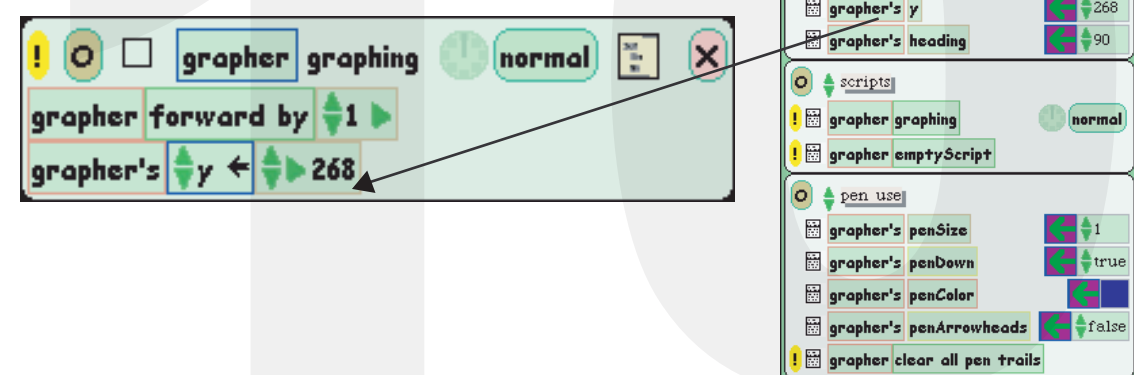 ! O grapher graphing normal X
grapher forward by 1
grapher's y ← 268
grapher's y 268
grapher's heading 90
O scripts
! grapher graphing normal
! grapher emptyScript
O pen use
grapher's penSize 1
grapher's penDown true
grapher's penColor
grapher's penArrowheads false
! grapher clear all pen trails